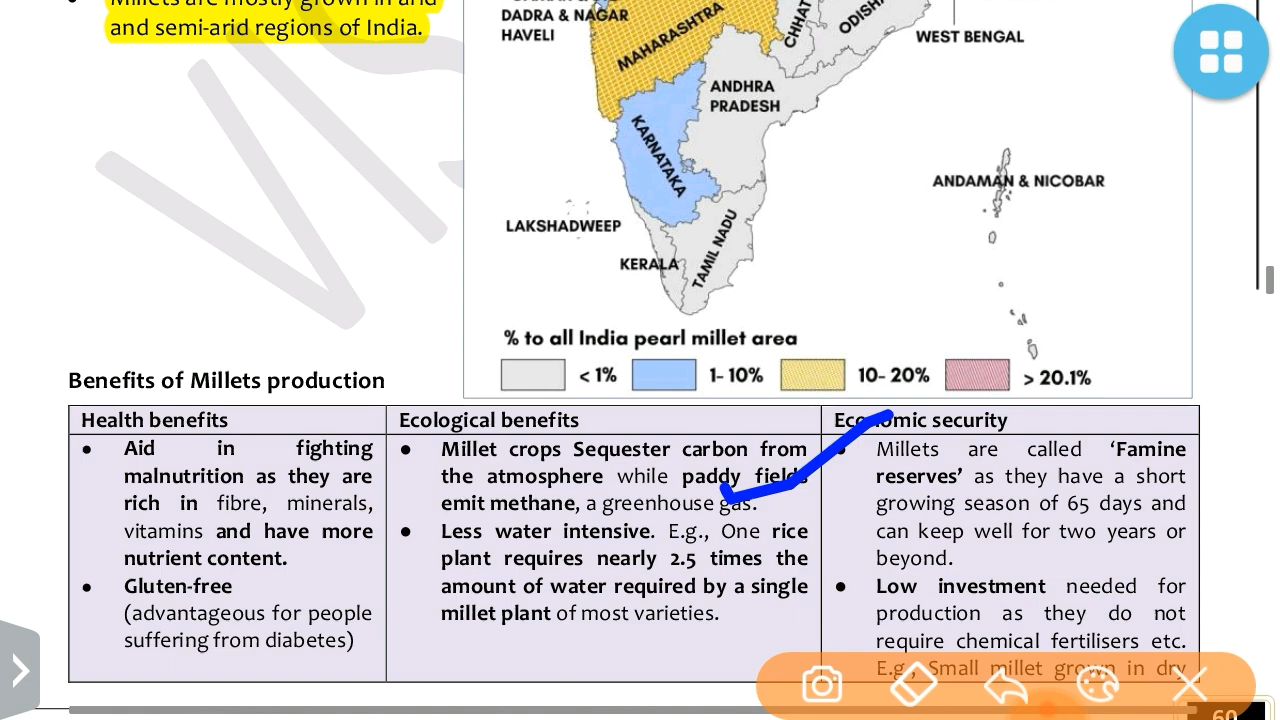 Millets are mostly grown in arid
and semi-arid regions of India.
DADRA & NAGAR
HAVELI
MAHARASHTRA
CHHAT
ODISHA
WEST BENGAL
ANDHRA
PRADESH
KARNATAKA
ANDAMAN & NICOBAR
LAKSHADWEEP
KERALA
TAMIL NADU
% to all India pearl millet area
< 1%
1- 10%
10- 20%
> 20.1%
Benefits of Millets production
Health benefits
• Aid in fighting
malnutrition as they are
rich in fibre, minerals,
vitamins and have more
nutrient content.
• Gluten-free
(advantageous for people
suffering from diabetes)
Ecological benefits
• Millet crops Sequester carbon from
the atmosphere while paddy fields
emit methane, a greenhouse gas.
• Less water intensive. E.g., One rice
plant requires nearly 2.5 times the
amount of water required by a single
millet plant of most varieties.
Economic security
• Millets are called ‘Famine
reserves’ as they have a short
growing season of 65 days and
can keep well for two years or
beyond.
• Low investment needed for
production as they do not
require chemical fertilisers etc.
E.g., Small millet grown in dry
60